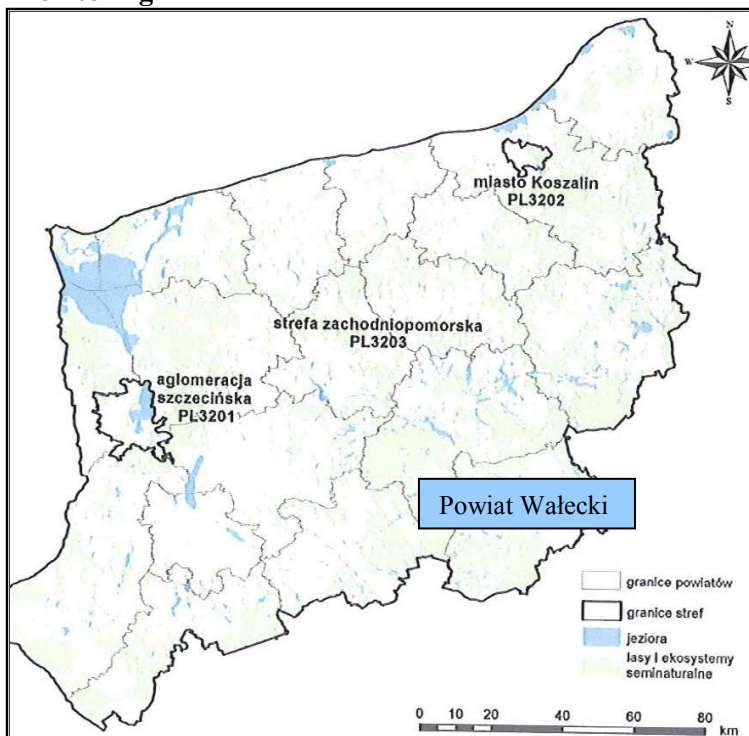 N
W
S
miasto Koszalin
PL3202
strefa zachodniopomorska
PL3203
aglomeracja
szczecińska
PL3201
Powiat Wałecki
granice powiatów
granice stref
jeziora
lasy I ekosystemy
seminaturalne
0 5 10 20 40 60 80
km